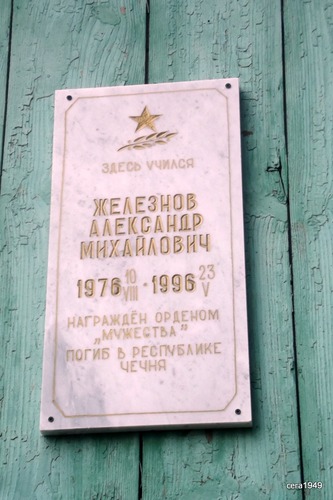 ЗДЕСЬ УЧИЛСЯ
ЖЕЛЕЗНОВ
АЛЕКСАНДР
МИХАЙЛОВИЧ
1976 10 VIII · 1996 23 V
НАГРАЖДЁН ОРДЕНОМ
„МУЖЕСТВА”
ПОГИБ В РЕСПУБЛИКЕ
ЧЕЧНЯ
cera1949